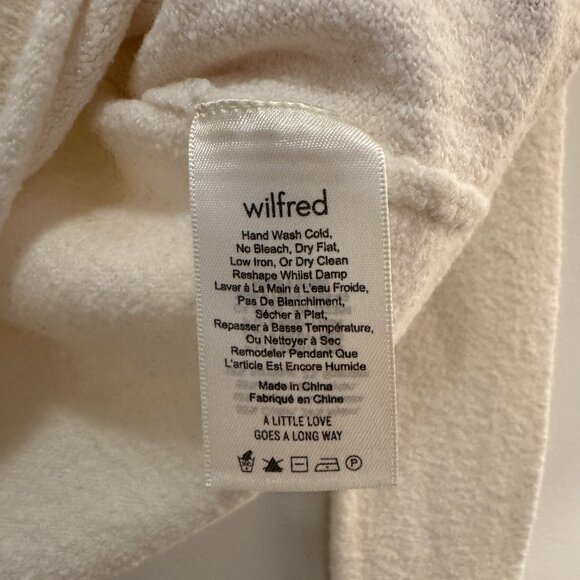 wilfred
Hand Wash Cold,
No Bleach, Dry Flat,
Low Iron, Or Dry Clean
Reshape Whilst Damp
Laver à La Main à L'eau Froide,
Pas De Blanchiment,
Sécher à Plat,
Repasser à Basse Température,
Ou Nettoyer à Sec
Remodeler Pendant Que
L'article Est Encore Humide
Made in China
Fabriqué en Chine
A LITTLE LOVE
GOES A LONG WAY
P